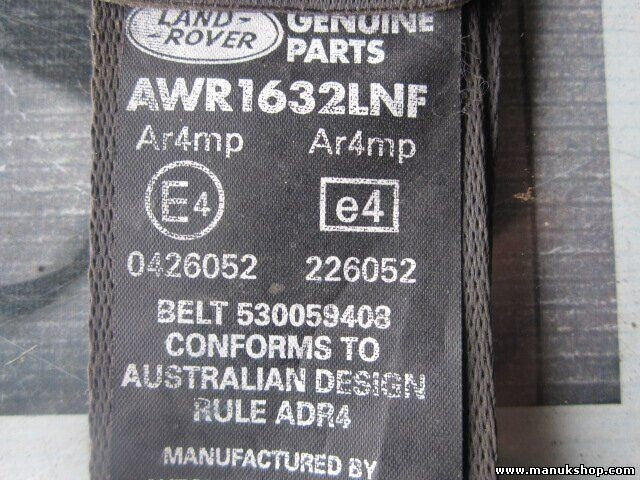 LAND-
-ROVER
GENUINE
PARTS
AWR1632LNF
Ar4mp Ar4mp
E4 e4
0426052 226052
BELT 530059408
CONFORMS TO
AUSTRALIAN DESIGN
RULE ADR4
MANUFACTURED BY
www.manukshop.com